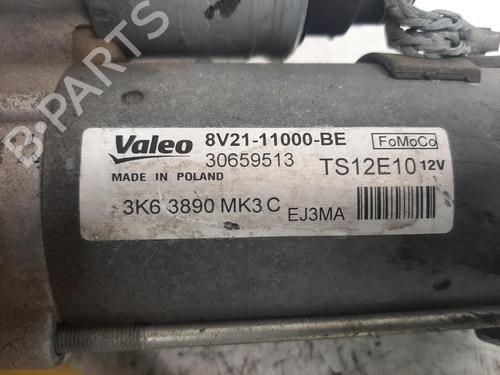 B-PARTS
Valeo 8V21-11000-BE FoMoCo
30659513 TS12E10 12V
MADE IN POLAND
3K6 3890 MK3 C EJ3MA